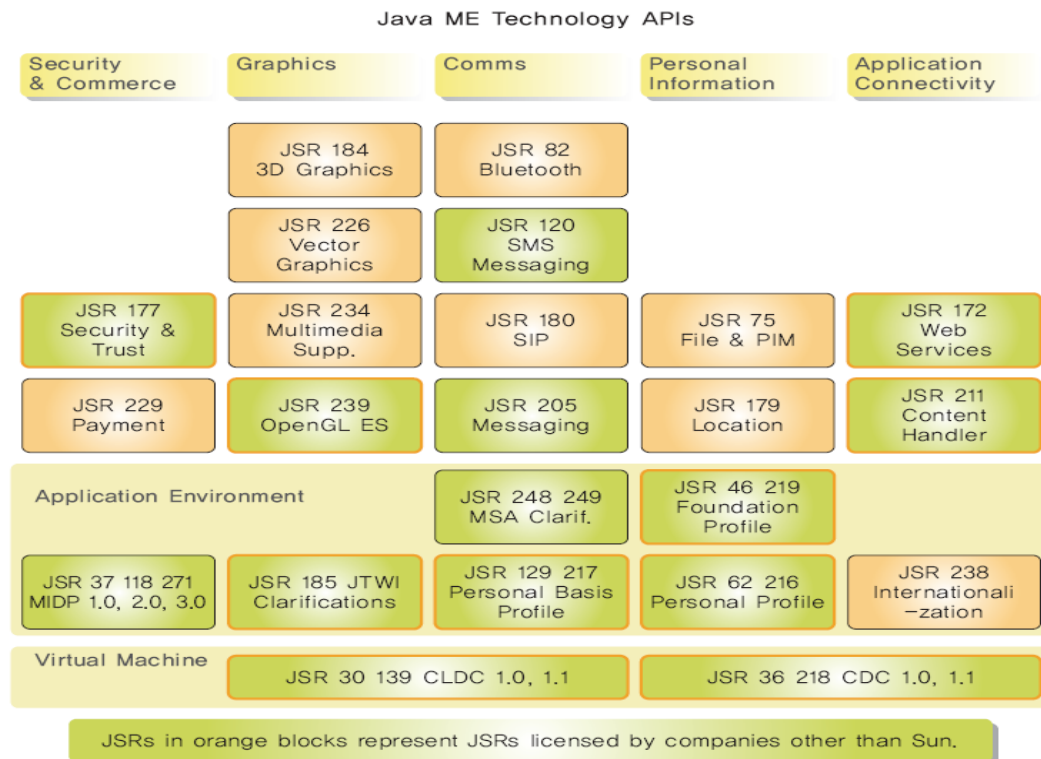 Java ME Technology APIs
Security
& Commerce
Graphics
Comms
Personal
Information
Application
Connectivity
JSR 184
3D Graphics
JSR 82
Bluetooth
JSR 226
Vector
Graphics
JSR 120
SMS
Messaging
JSR 177
Security &
Trust
JSR 234
Multimedia
Supp.
JSR 180
SIP
JSR 75
File & PIM
JSR 172
Web
Services
JSR 229
Payment
JSR 239
OpenGL ES
JSR 205
Messaging
JSR 179
Location
JSR 211
Content
Handler
Application Environment
JSR 248 249
MSA Clarif.
JSR 46 219
Foundation
Profile
JSR 37 118 271
MIDP 1.0, 2.0, 3.0
JSR 185 JTWI
Clarifications
JSR 129 217
Personal Basis
Profile
JSR 62 216
Personal Profile
JSR 238
Internationali
-zation
Virtual Machine
JSR 30 139 CLDC 1.0, 1.1
JSR 36 218 CDC 1.0, 1.1
JSRs in orange blocks represent JSRs licensed by companies other than Sun.